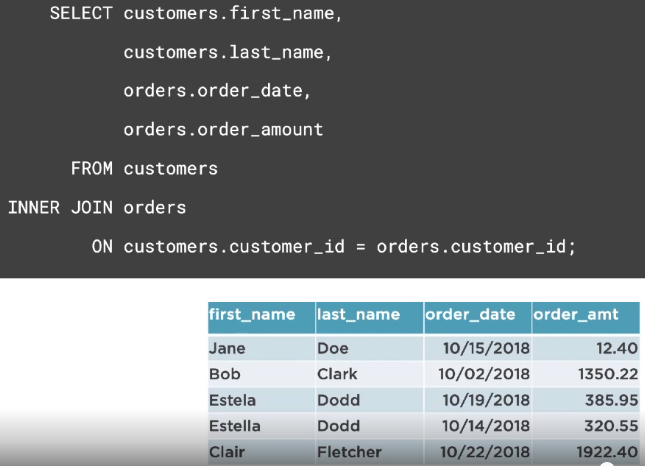 SELECT customers.first_name,
customers.last_name,
orders.order_date,
orders.order_amount
FROM customers
INNER JOIN orders
ON customers.customer_id = orders.customer_id;
first_name last_name order_date order_amt
Jane Doe 10/15/2018 12.40
Bob Clark 10/02/2018 1350.22
Estela Dodd 10/19/2018 385.95
Estella Dodd 10/14/2018 320.55
Clair Fletcher 10/22/2018 1922.40